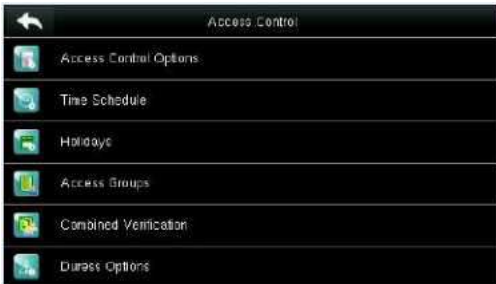 Access Control
Access Control Options
Time Schedule
Holidays
Access Groups
Combined Verification
Duress Options